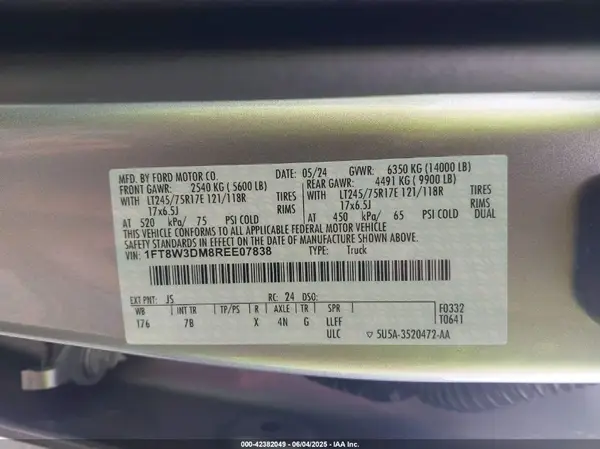 MFD. BY FORD MOTOR CO. DATE: 05/24 GVWR: 6350 KG (14000 LB)
FRONT GAWR: 2540 KG ( 5600 LB) REAR GAWR: 4491 KG ( 9900 LB)
WITH LT245/75R17E 121/118R TIRES WITH LT245/75R17E 121/118R TIRES
17x6.5J RIMS 17x6.5J RIMS
AT 520 kPa/ 75 PSI COLD AT 450 kPa/ 65 PSI COLD DUAL
THIS VEHICLE CONFORMS TO ALL APPLICABLE FEDERAL MOTOR VEHICLE
SAFETY STANDARDS IN EFFECT ON THE DATE OF MANUFACTURE SHOWN ABOVE.
VIN: 1FT8W3DM8REE07838 TYPE: Truck
EXT PNT: JS RC: 24 DSO:
WB INT TR TP/PS R AXLE TR SPR F0332
176 7B X 4N G LLFF T0641
ULC 5U5A-3520472-AA
000-42382049 - 06/04/2025 - IAA Inc.